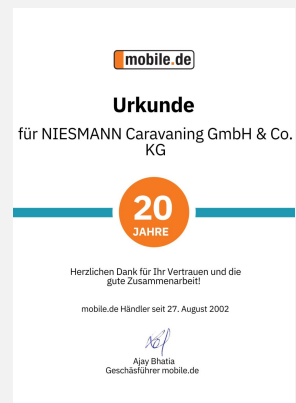 mobile.de
Urkunde
für NIESMANN Caravaning GmbH & Co.
KG
20
JAHRE
Herzlichen Dank für Ihr Vertrauen und die
gute Zusammenarbeit!
mobile.de Händler seit 27. August 2002
Ajay Bhatia
Geschäsführer mobile.de